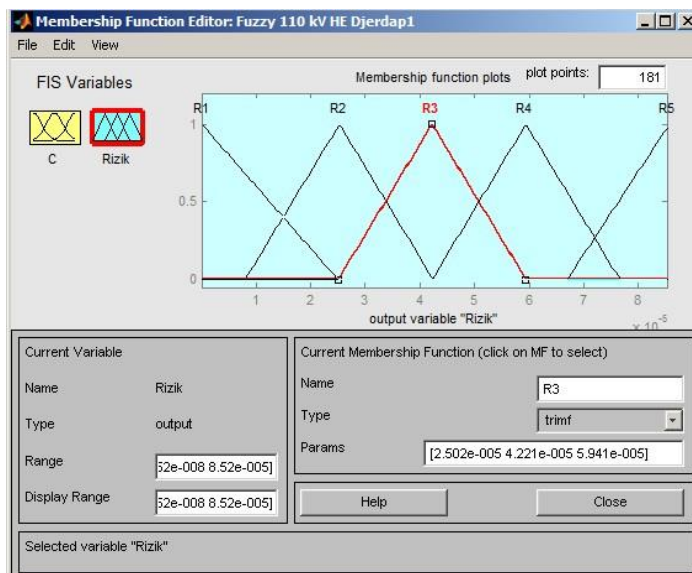 Membership Function Editor: Fuzzy 110 kV HE Djerdap1
File Edit View
FIS Variables
Membership function plots
plot points:
181
R1 R2 R3 R4 R5
1
0.5
0
1 2 3 4 5 6 7 8
C
Rizik
output variable "Rizik"
x 10
-5
Current Variable
Name Rizik
Type output
Range 52e-008 8.52e-005]
Display Range 52e-008 8.52e-005]
Current Membership Function (click on MF to select)
Name R3
Type trimf
Params [2.502e-005 4.221e-005 5.941e-005]
Help Close
Selected variable "Rizik"